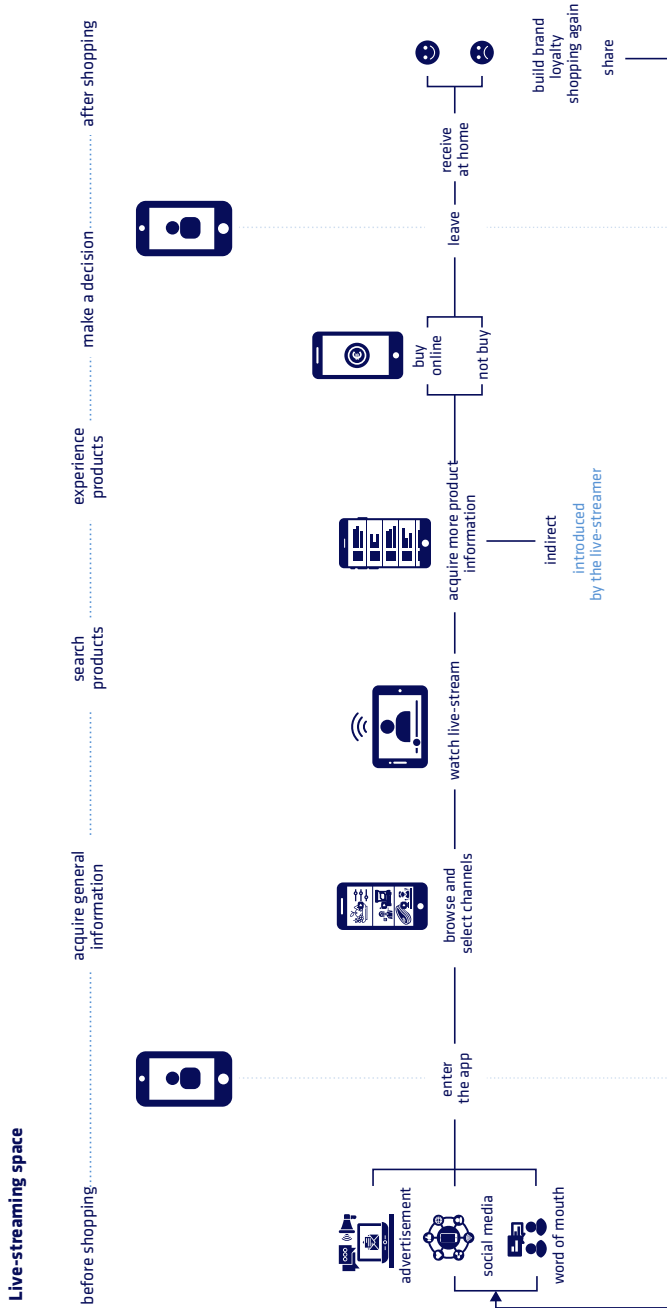 Live-streaming space
before shopping
acquire general
information
search
products
experience
products
make a decision
after shopping
advertisement
social media
word of mouth
enter
the app
browse and
select channels
watch live-stream
acquire more product
information
indirect
introduced
by the live-streamer
€
buy
online
not buy
leave
receive
at home
build brand
loyalty
shopping again
share